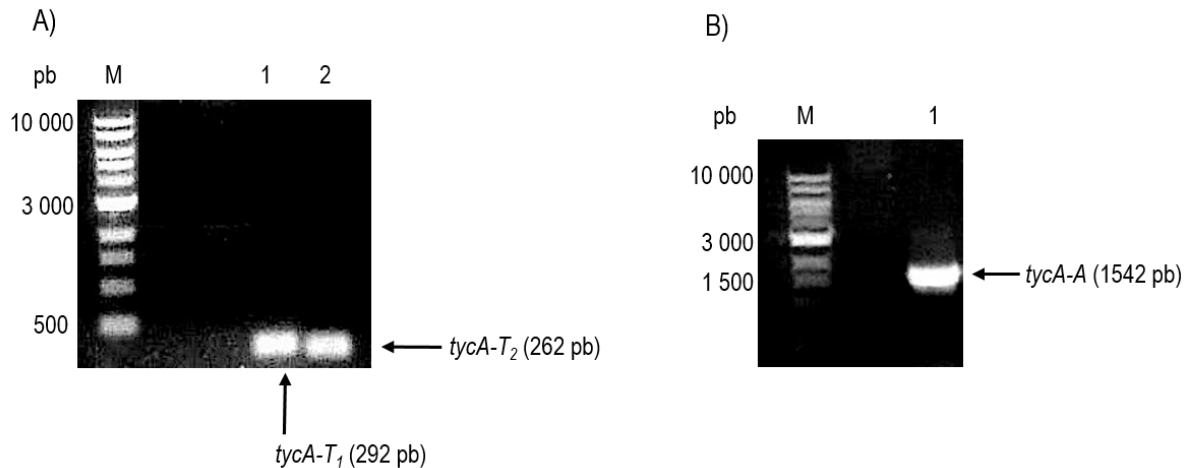 A)
pb M 1 2
10 000
3 000
500
tycA-T₂ (262 pb)
tycA-T₁ (292 pb)
B)
pb M 1
10 000
3 000
1 500
tycA-A (1542 pb)